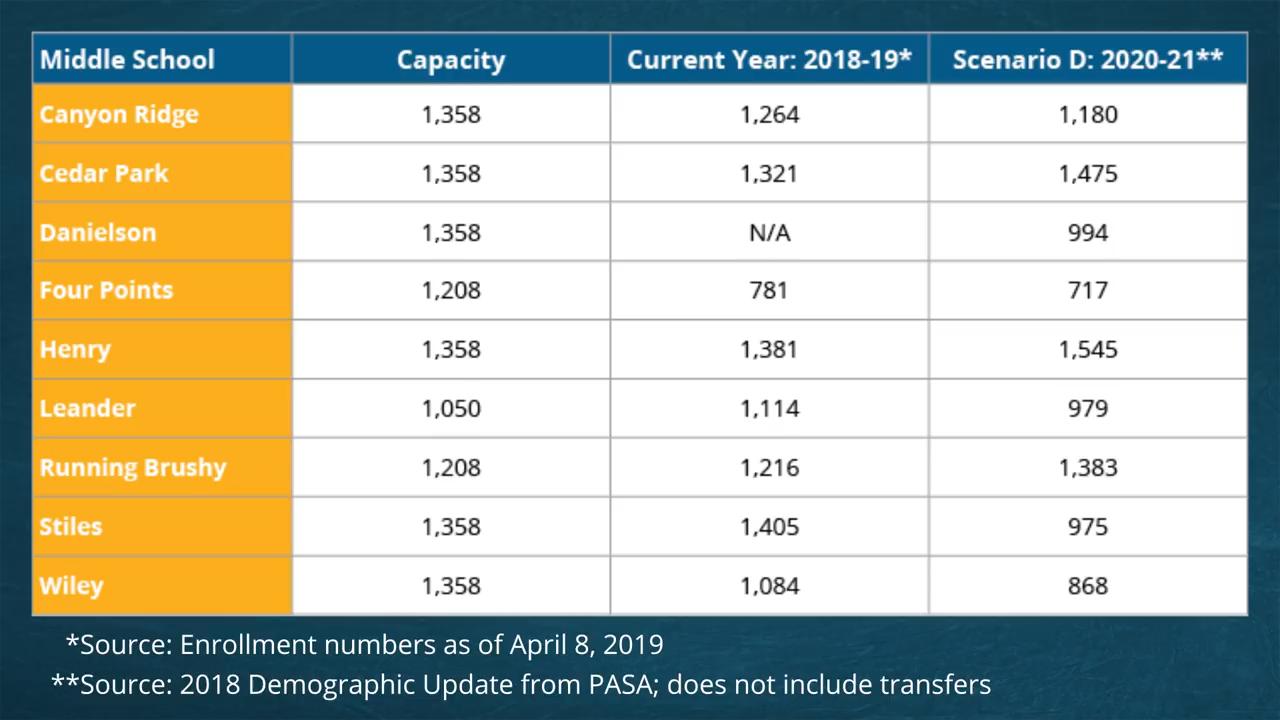 Middle School Capacity Current Year: 2018-19* Scenario D: 2020-21**
Canyon Ridge 1,358 1,264 1,180
Cedar Park 1,358 1,321 1,475
Danielson 1,358 N/A 994
Four Points 1,208 781 717
Henry 1,358 1,381 1,545
Leander 1,050 1,114 979
Running Brushy 1,208 1,216 1,383
Stiles 1,358 1,405 975
Wiley 1,358 1,084 868
*Source: Enrollment numbers as of April 8, 2019
**Source: 2018 Demographic Update from PASA; does not include transfers